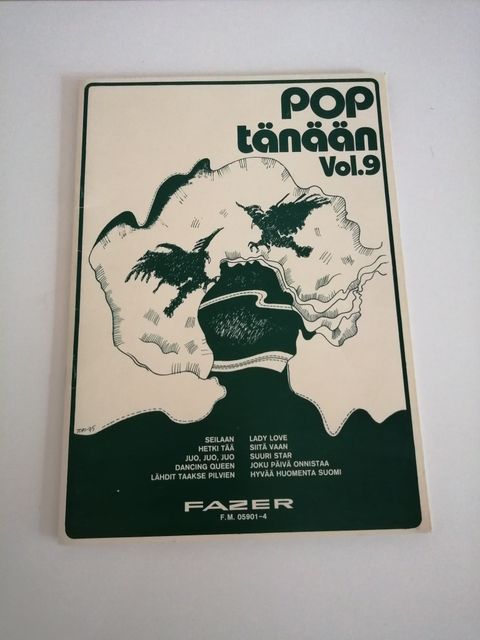 POP
tänään
Vol.9
SEILAAN
HETKI TÄÄ
JUO, JUO, JUO
DANCING QUEEN
LÄHDIT TAAKSE PILVIEN
LADY LOVE
SIITÄ VAAN
SUURI STAR
JOKU PÄIVÄ ONNISTAA
HYVÄÄ HUOMENTA SUOMI
FAZER
F.M. 05901-4